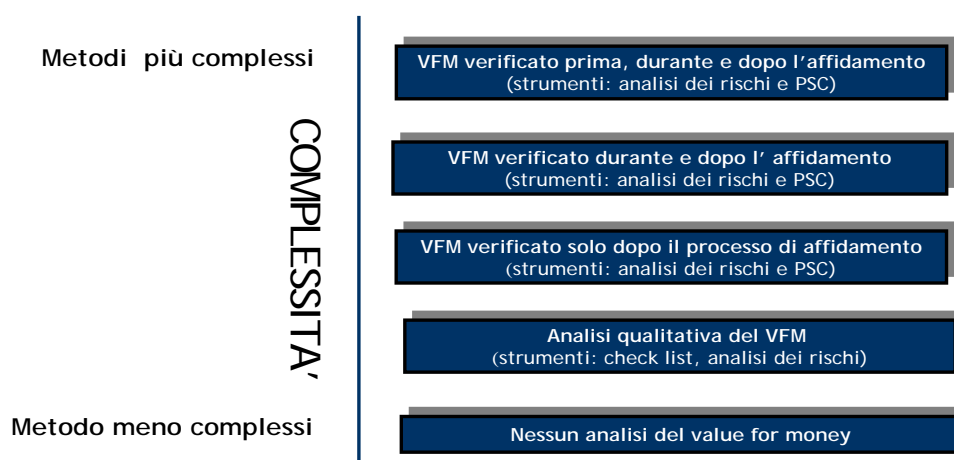 Metodi più complessi
VFM verificato prima, durante e dopo l'affidamento
(strumenti: analisi dei rischi e PSC)
COMPLESSITA'
VFM verificato durante e dopo l' affidamento
(strumenti: analisi dei rischi e PSC)
VFM verificato solo dopo il processo di affidamento
(strumenti: analisi dei rischi e PSC)
Analisi qualitativa del VFM
(strumenti: check list, analisi dei rischi)
Metodo meno complessi
Nessun analisi del value for money